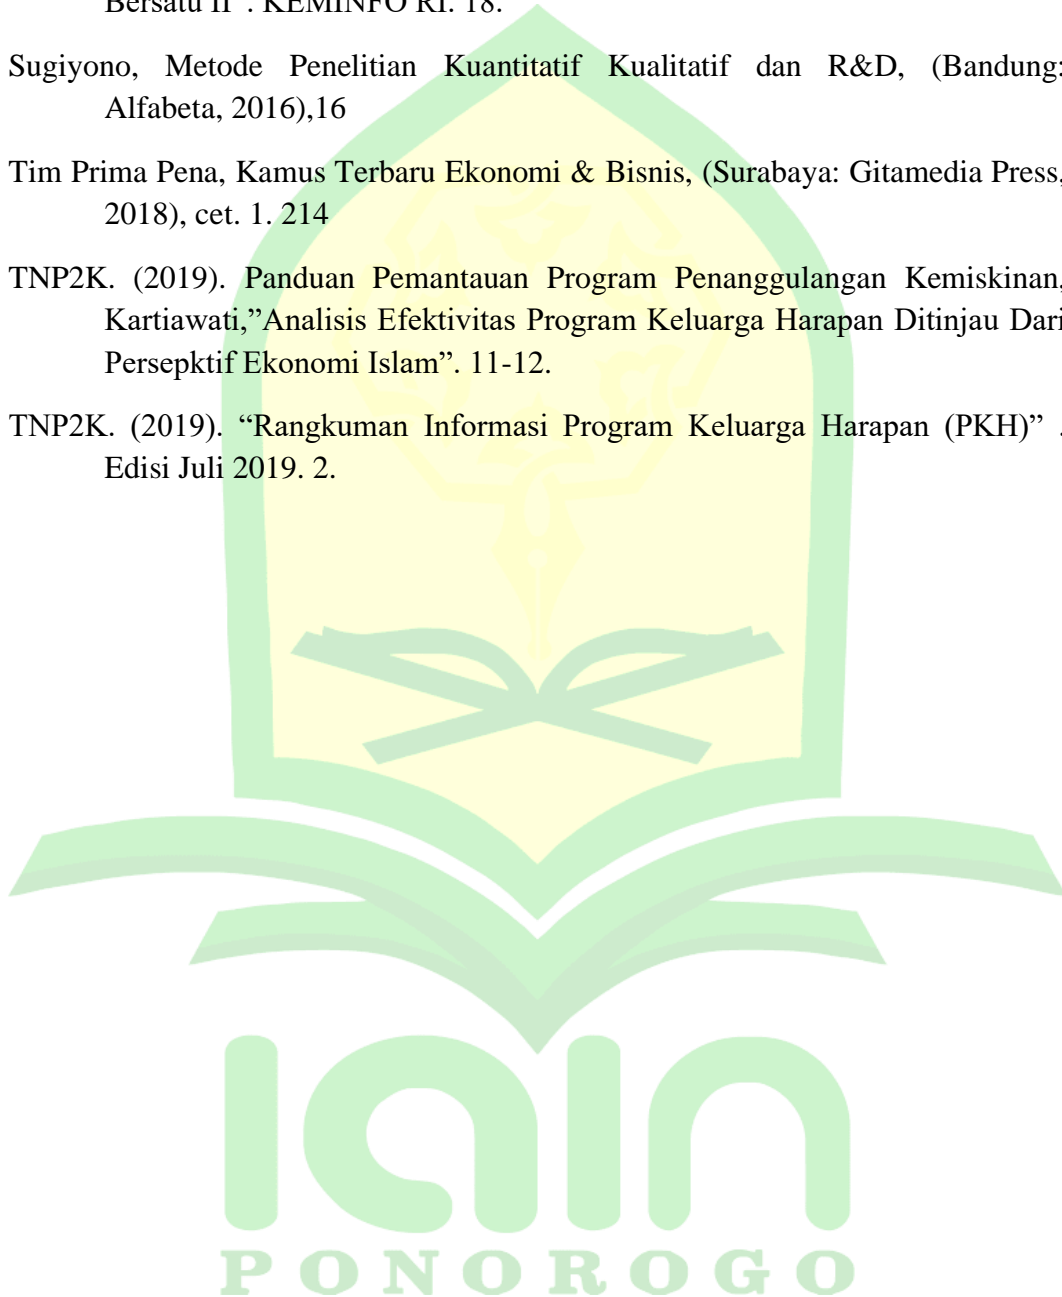 Bersatu II”. KEMINFO RI. 18.
Sugiyono, Metode Penelitian Kuantitatif Kualitatif dan R&D, (Bandung:
Alfabeta, 2016),16
Tim Prima Pena, Kamus Terbaru Ekonomi & Bisnis, (Surabaya: Gitamedia Press,
2018), cet. 1. 214
TNP2K. (2019). Panduan Pemantauan Program Penanggulangan Kemiskinan,
Kartiawati,”Analisis Efektivitas Program Keluarga Harapan Ditinjau Dari
Persepktif Ekonomi Islam”. 11-12.
TNP2K. (2019). “Rangkuman Informasi Program Keluarga Harapan (PKH)” .
Edisi Juli 2019. 2.
IAIN
PONOROGO